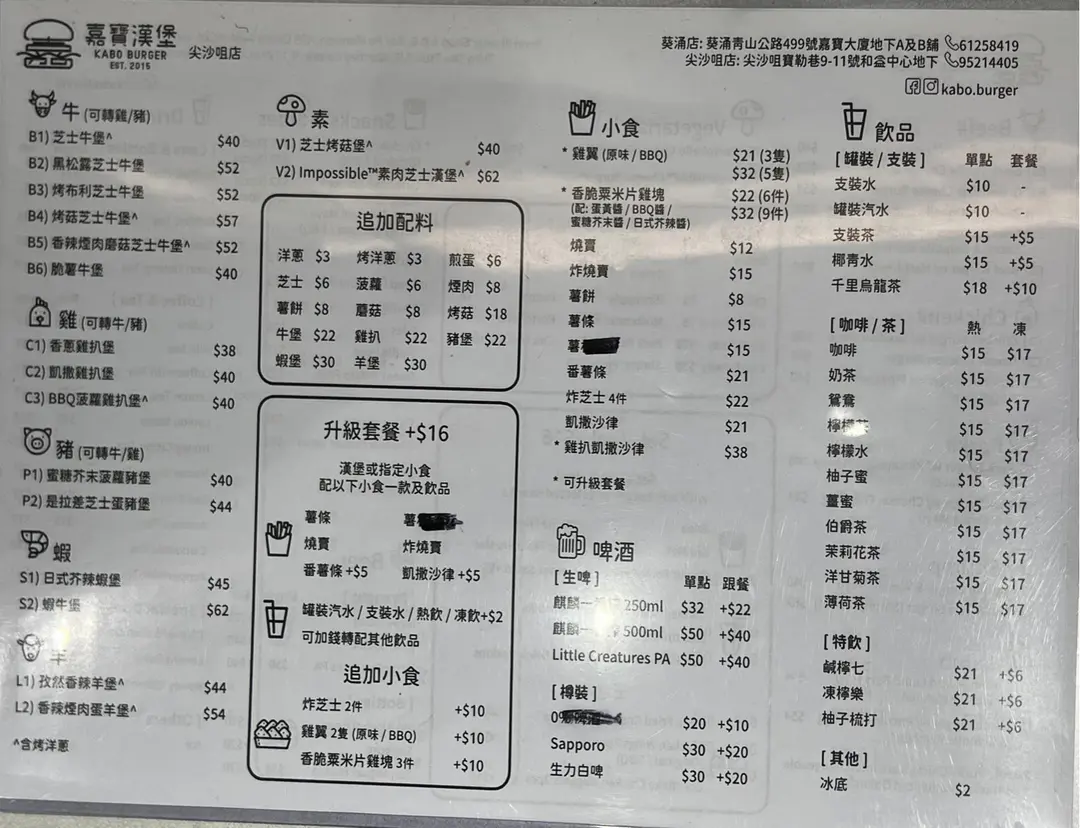 嘉寶漢堡
KABO BURGER
EST. 2015
尖沙咀店
葵涌店: 葵涌青山公路499號嘉寶大廈地下A及B舖 61258419
尖沙咀店: 尖沙咀寶勒巷9-11號和益中心地下 95214405
kabo.burger
牛 (可轉雞/豬)
B1) 芝士牛堡^ $40
B2) 黑松露芝士牛堡 $52
B3) 烤布利芝士牛堡 $52
B4) 烤菇芝士牛堡^ $57
B5) 香辣煙肉磨菇芝士牛堡^ $52
B6) 脆薯牛堡 $40
雞 (可轉牛/豬)
C1) 香蔥雞扒堡 $38
C2) 凱撒雞扒堡 $40
C3) BBQ菠蘿雞扒堡^ $40
豬 (可轉牛/雞)
P1) 蜜糖芥末菠蘿豬堡 $40
P2) 是拉差芝士蛋豬堡 $44
蝦
S1) 日式芥辣蝦堡 $45
S2) 蝦牛堡 $62
羊
L1) 孜然香辣羊堡^ $44
L2) 香辣煙肉蛋羊堡^ $54
^含烤洋蔥
素
V1) 芝士烤菇堡^ $40
V2) Impossible™素肉芝士漢堡^ $62
追加配料
洋蔥 $3 烤洋蔥 $3 煎蛋 $6
芝士 $6 菠蘿 $6 煙肉 $8
薯餅 $8 蘑菇 $8 烤菇 $18
牛堡 $22 雞扒 $22 豬堡 $22
蝦堡 $30 羊堡 $30
升級套餐 +$16
漢堡或指定小食
配以下小食一款及飲品
薯條 薯
燒賣 炸燒賣
番薯條 +$5 凱撒沙律 +$5
罐裝汽水 / 支裝水 / 熱飲 / 凍飲+$2
可加錢轉配其他飲品
追加小食
炸芝士 2件 +$10
雞翼 2隻 (原味 / BBQ) +$10
香脆粟米片雞塊 3件 +$10
小食
* 雞翼 (原味 / BBQ) $21 (3隻)
$32 (5隻)
* 香脆粟米片雞塊 $22 (6件)
(配: 蛋黃醬 / BBQ醬 / $32 (9件)
蜜糖芥末醬 / 日式芥辣醬)
燒賣 $12
炸燒賣 $15
薯餅 $8
薯條 $15
薯 $15
番薯條 $21
炸芝士 4件 $22
凱撒沙律 $21
* 雞扒凱撒沙律 $38
* 可升級套餐
啤酒
[ 生啤 ] 單點 跟餐
麒麟一 250ml $32 +$22
麒麟一 500ml $50 +$40
Little Creatures PA $50 +$40
[ 樽裝 ]
0% $20 +$10
Sapporo $30 +$20
生力白啤 $30 +$20
飲品
[ 罐裝 / 支裝 ] 單點 套餐
支裝水 $10 -
罐裝汽水 $10 -
支裝茶 $15 +$5
椰青水 $15 +$5
千里烏龍茶 $18 +$10
[ 咖啡 / 茶 ] 熱 凍
咖啡 $15 $17
奶茶 $15 $17
鴛鴦 $15 $17
檸檬茶 $15 $17
檸檬水 $15 $17
柚子蜜 $15 $17
薑蜜 $15 $17
伯爵茶 $15 $17
茉莉花茶 $15 $17
洋甘菊茶 $15 $17
薄荷茶 $15 $17
[ 特飲 ]
鹹檸七 $21 +$6
凍檸樂 $21 +$6
柚子梳打 $21 +$6
[ 其他 ]
冰底 $2